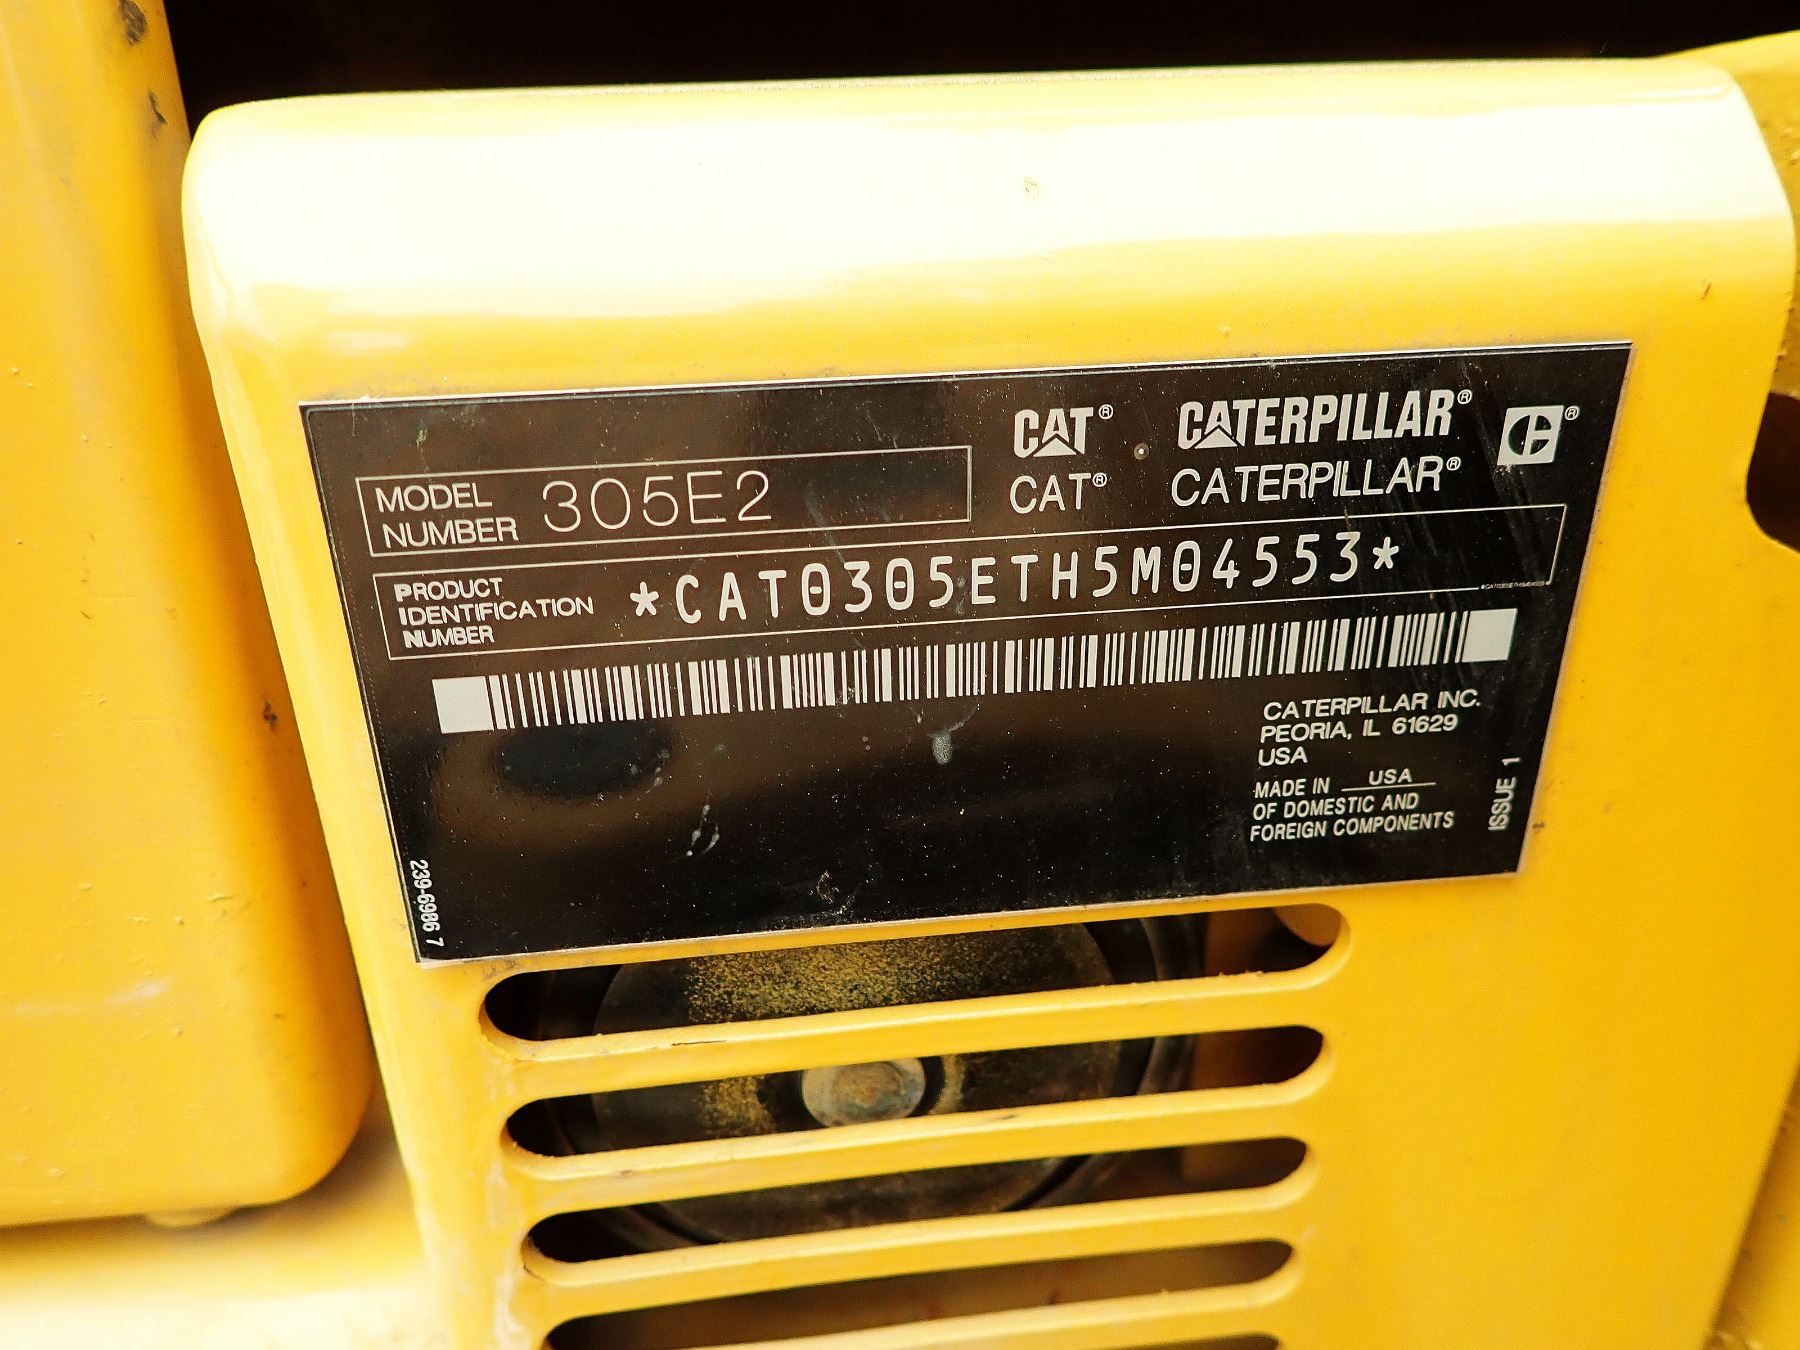 CAT® CATERPILLAR®
CAT® CATERPILLAR®
MODEL NUMBER 305E2
PRODUCT IDENTIFICATION NUMBER *CAT0305ETH5M04553*
CATERPILLAR INC.
PEORIA, IL 61629
USA
MADE IN USA
OF DOMESTIC AND
FOREIGN COMPONENTS
ISSUE 1
239-6986 7